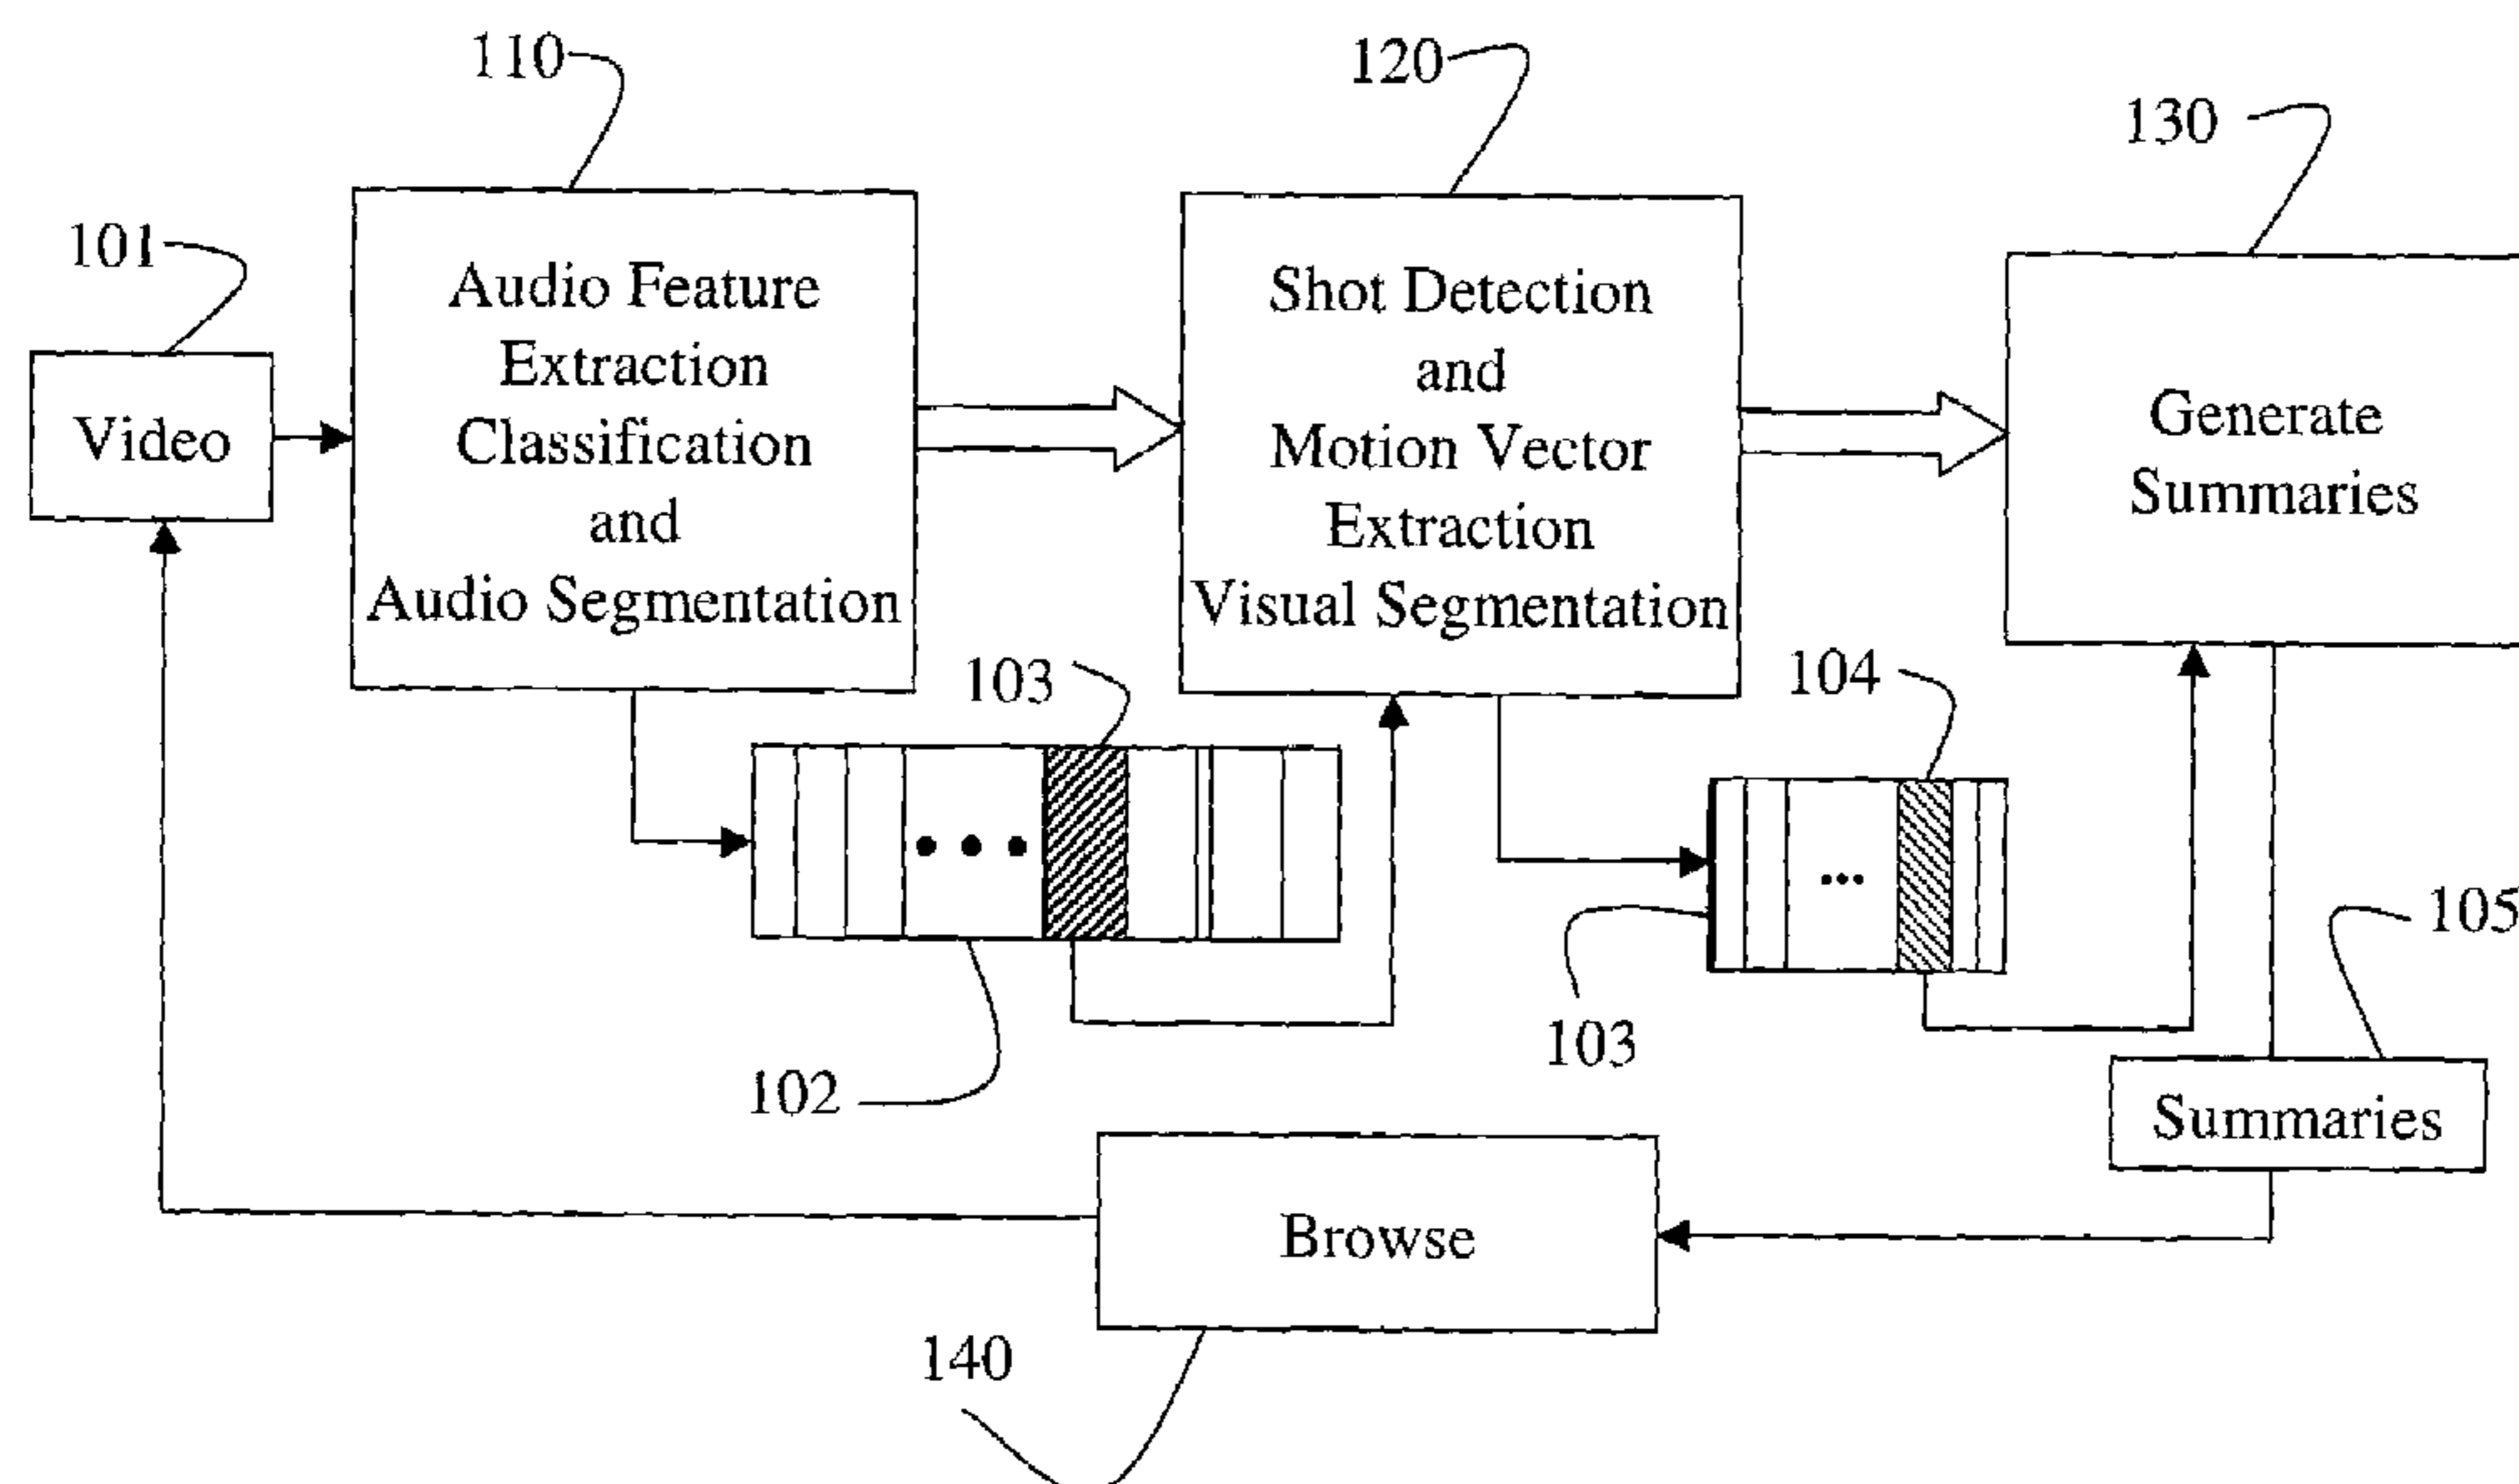 110
120
130
101
Video
Audio Feature
Extraction
Classification
and
Audio Segmentation
Shot Detection
and
Motion Vector
Extraction
Visual Segmentation
Generate
Summaries
103
104
102
103
105
Summaries
Browse
140